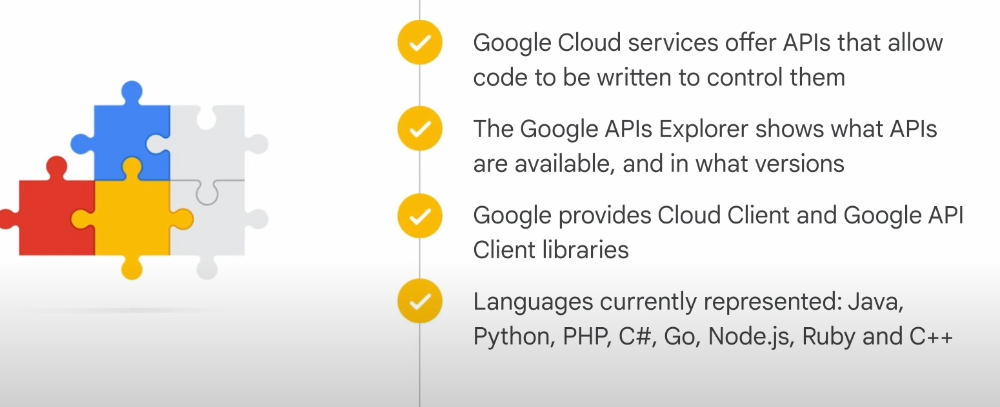 Google Cloud services offer APIs that allow
code to be written to control them
The Google APIs Explorer shows what APIs
are available, and in what versions
Google provides Cloud Client and Google API
Client libraries
Languages currently represented: Java,
Python, PHP, C#, Go, Node.js, Ruby and C++